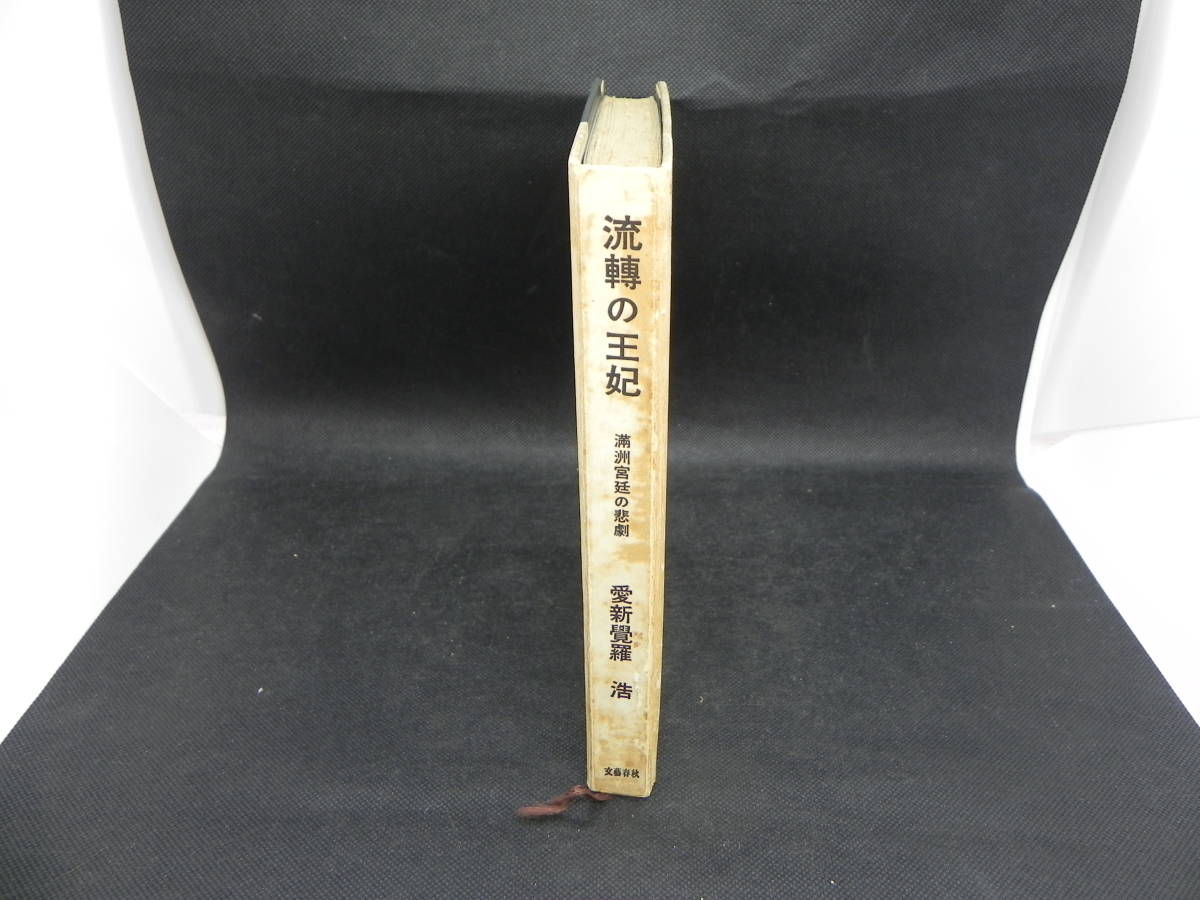 流轉の王妃
滿洲宮廷の悲劇
愛新覺羅 浩
文藝春秋